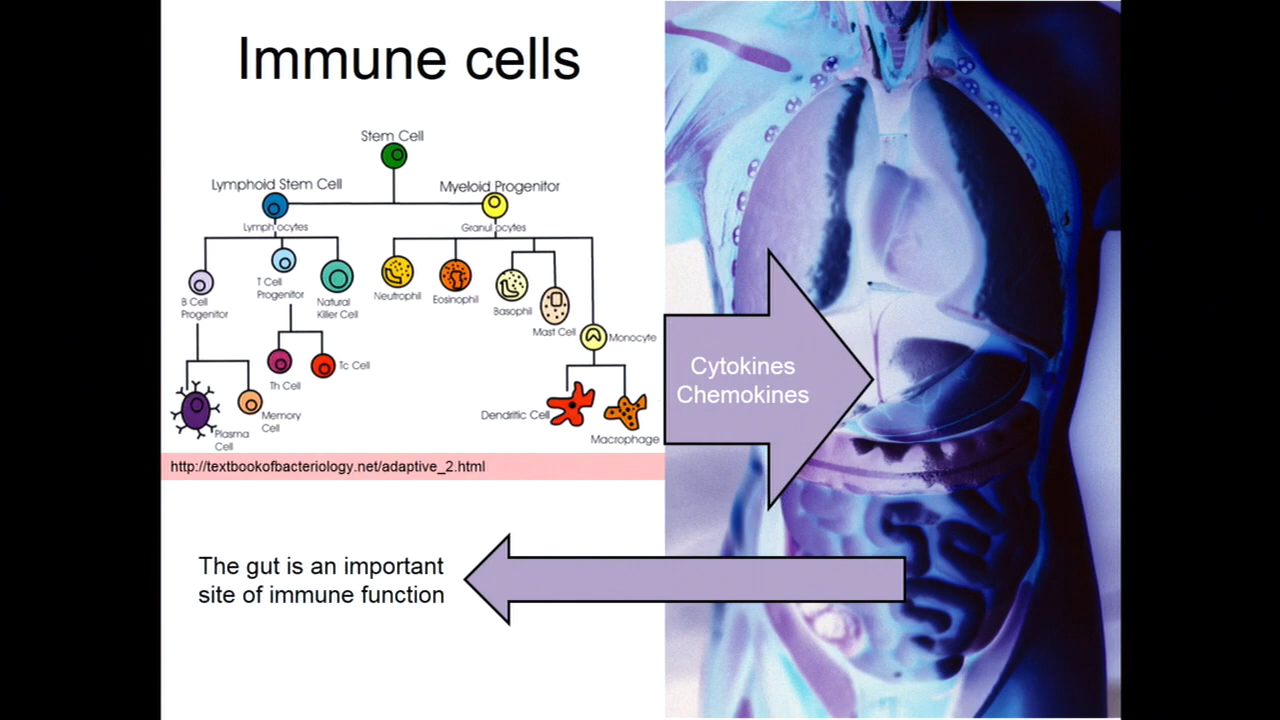 Immune cells
Stem Cell
Lymphoid Stem Cell
Myeloid Progenitor
Lymphocytes
Granulocytes
B Cell
Progenitor
T Cell
Progenitor
Natural
Killer Cell
Neutrophil
Eosinophil
Basophil
Mast Cell
Monocyte
Th Cell
Tc Cell
Plasma
Cell
Memory
Cell
Dendritic Cell
Macrophage
Cytokines
Chemokines
http://textbookofbacteriology.net/adaptive_2.html
The gut is an important
site of immune function